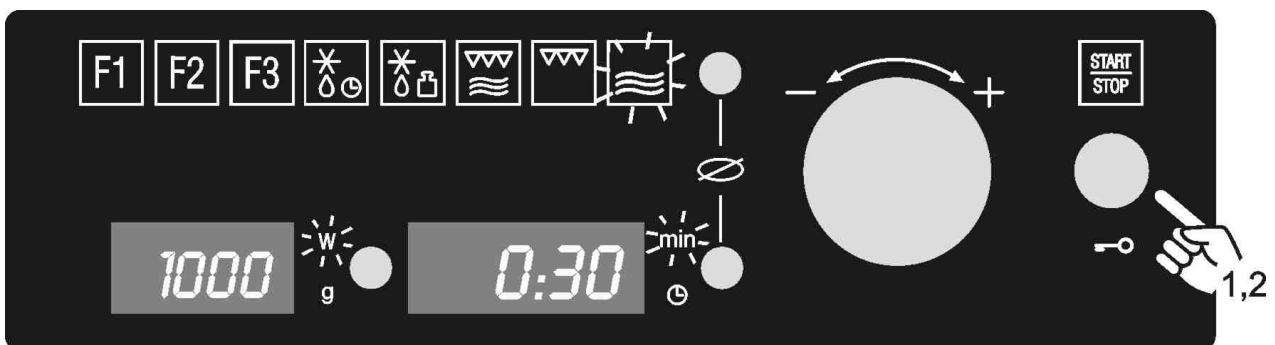 F1 F2 F3
START
STOP
− +
1000 W
g
0:30 min
1,2